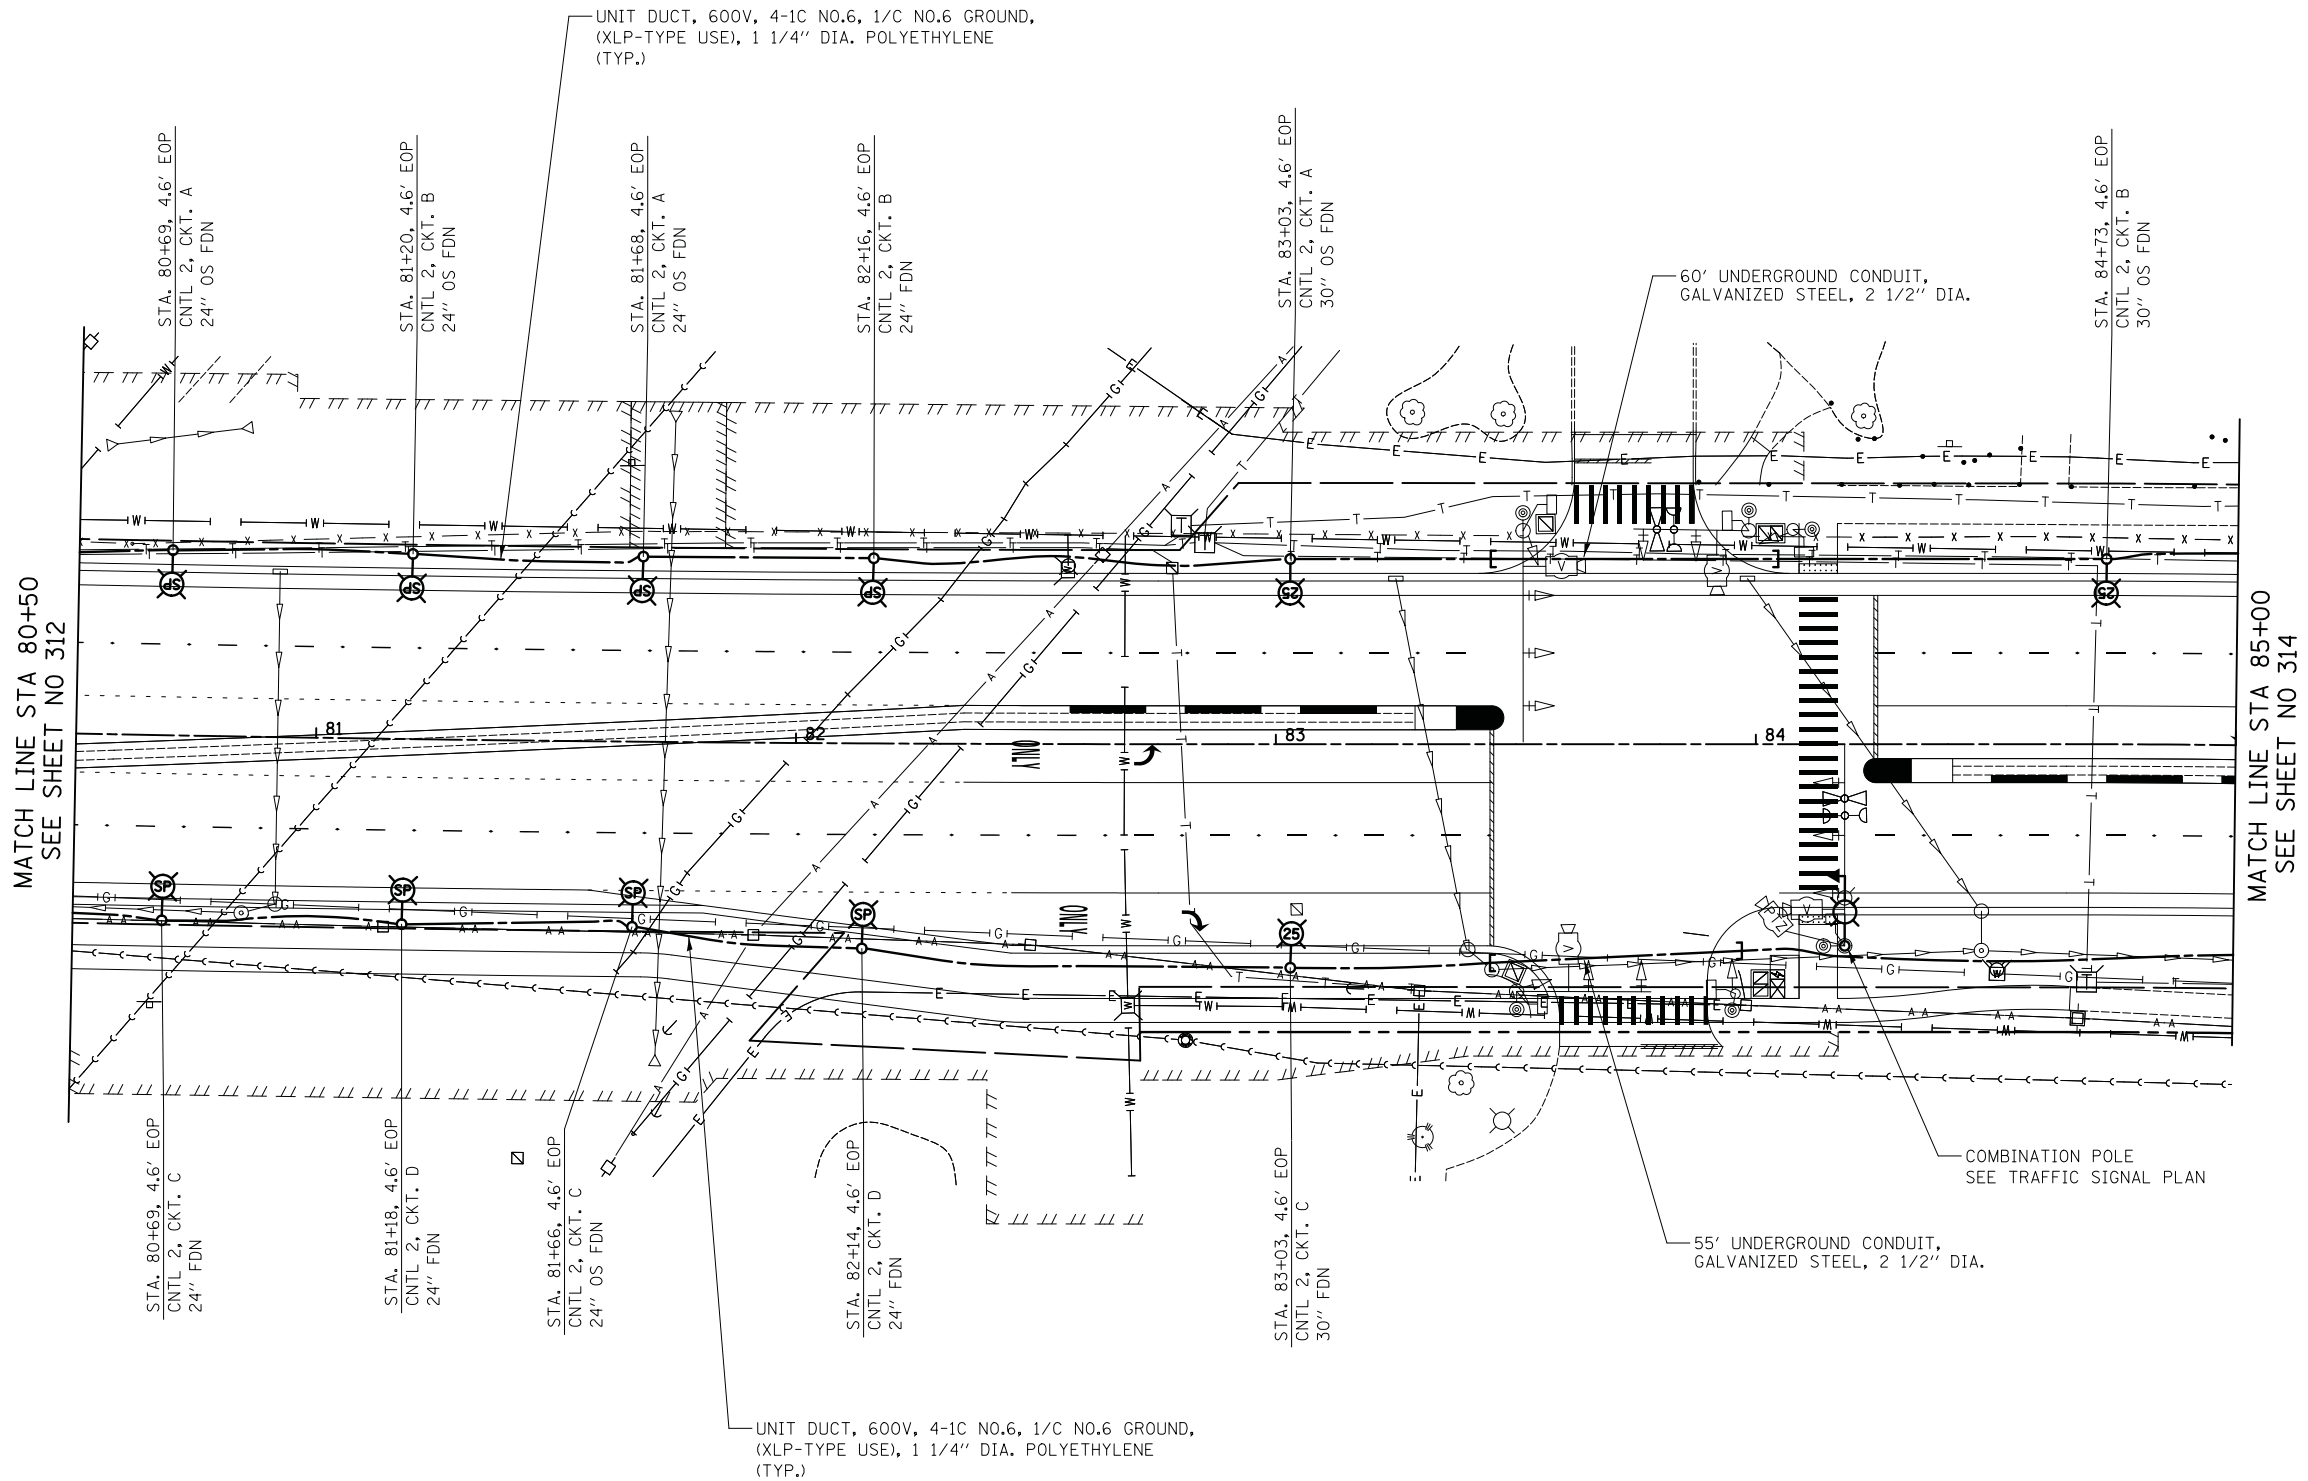 UNIT DUCT, 600V, 4-1C NO.6, 1/C NO.6 GROUND,
(XLP-TYPE USE), 1 1/4" DIA. POLYETHYLENE
(TYP.)
STA. 80+69, 4.6' EOP
CNTL 2, CKT. A
24" OS FDN
STA. 81+20, 4.6' EOP
CNTL 2, CKT. B
24" OS FDN
STA. 81+68, 4.6' EOP
CNTL 2, CKT. A
24" OS FDN
STA. 82+16, 4.6' EOP
CNTL 2, CKT. B
24" FDN
STA. 83+03, 4.6' EOP
CNTL 2, CKT. A
30" OS FDN
60' UNDERGROUND CONDUIT,
GALVANIZED STEEL, 2 1/2" DIA.
STA. 84+73, 4.6' EOP
CNTL 2, CKT. B
30" OS FDN
MATCH LINE STA 80+50
SEE SHEET NO 312
SP
SP
SP
SP
25
25
81
82
83
84
ONLY
ONLY
SP
SP
SP
SP
25
PTZ
MATCH LINE STA 85+00
SEE SHEET NO 314
STA. 80+69, 4.6' EOP
CNTL 2, CKT. C
24" FDN
STA. 81+18, 4.6' EOP
CNTL 2, CKT. D
24" FDN
STA. 81+66, 4.6' EOP
CNTL 2, CKT. C
24" OS FDN
STA. 82+14, 4.6' EOP
CNTL 2, CKT. D
24" FDN
STA. 83+03, 4.6' EOP
CNTL 2, CKT. C
30" FDN
COMBINATION POLE
SEE TRAFFIC SIGNAL PLAN
55' UNDERGROUND CONDUIT,
GALVANIZED STEEL, 2 1/2" DIA.
UNIT DUCT, 600V, 4-1C NO.6, 1/C NO.6 GROUND,
(XLP-TYPE USE), 1 1/4" DIA. POLYETHYLENE
(TYP.)